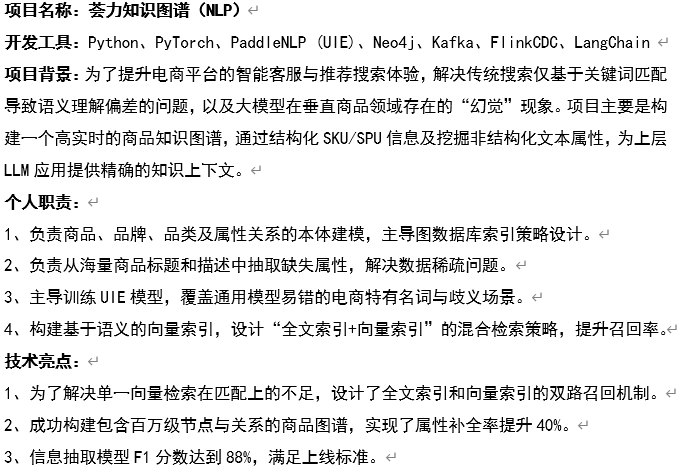 项目名称：荟力知识图谱（NLP）
开发工具：Python、PyTorch、PaddleNLP (UIE)、Neo4j、Kafka、FlinkCDC、LangChain
项目背景：为了提升电商平台的智能客服与推荐搜索体验，解决传统搜索仅基于关键词匹配
导致语义理解偏差的问题，以及大模型在垂直商品领域存在的“幻觉”现象。项目主要是构
建一个高实时的商品知识图谱，通过结构化 SKU/SPU 信息及挖掘非结构化文本属性，为上层
LLM 应用提供精确的知识上下文。
个人职责：
1、负责商品、品牌、品类及属性关系的本体建模，主导图数据库索引策略设计。
2、负责从海量商品标题和描述中抽取缺失属性，解决数据稀疏问题。
3、主导训练 UIE 模型，覆盖通用模型易错的电商特有名词与歧义场景。
4、构建基于语义的向量索引，设计“全文索引+向量索引”的混合检索策略，提升召回率。
技术亮点：
1、为了解决单一向量检索在匹配上的不足，设计了全文索引和向量索引的双路召回机制。
2、成功构建包含百万级节点与关系的商品图谱，实现了属性补全率提升 40%。
3、信息抽取模型 F1 分数达到 88%，满足上线标准。